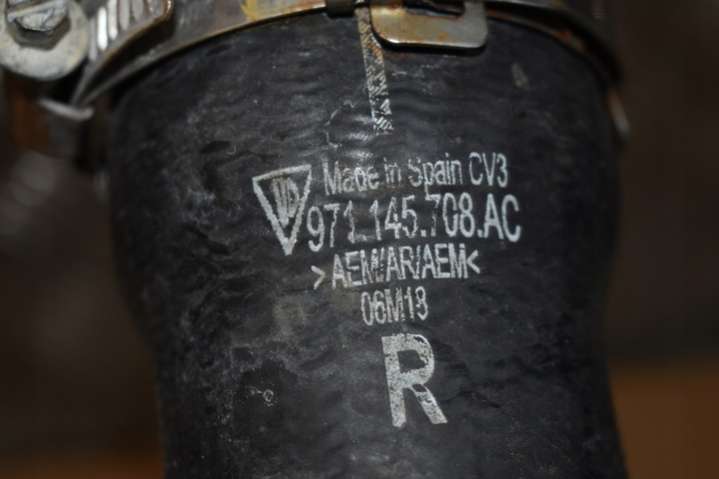 Made in Spain CV3
971.145.708.AC
>AEM/AR/AEM<
06M18
R